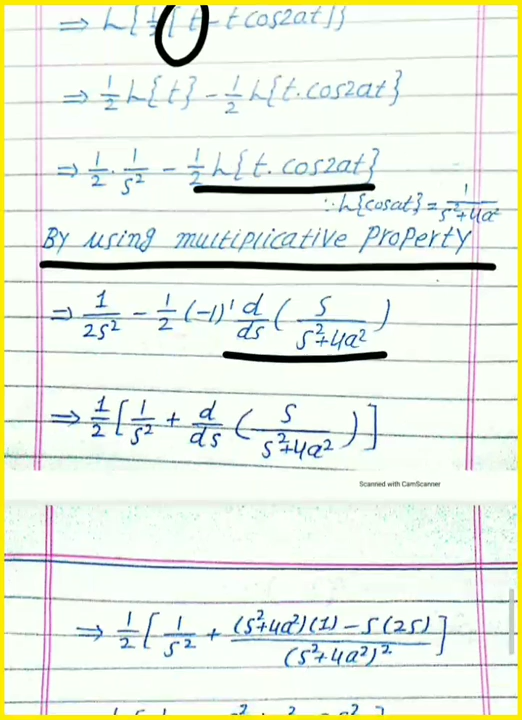 ⇒ L{½[t - t cos2at]}
⇒ ½ L{t} - ½ L{t.cos2at}
⇒ ½ . 1/s² - ½ L{t. cos2at}
∵ L{cosat} = 1/s²+4a²
By using multiplicative Property
⇒ 1/2s² - ½ (-1)' d/ds ( s/s²+4a² )
⇒ ½ [ 1/s² + d/ds ( s/s²+4a² ) ]
Scanned with CamScanner
⇒ ½ [ 1/s² + (s²+4a²)(1) - s(2s)/(s²+4a²)² ]